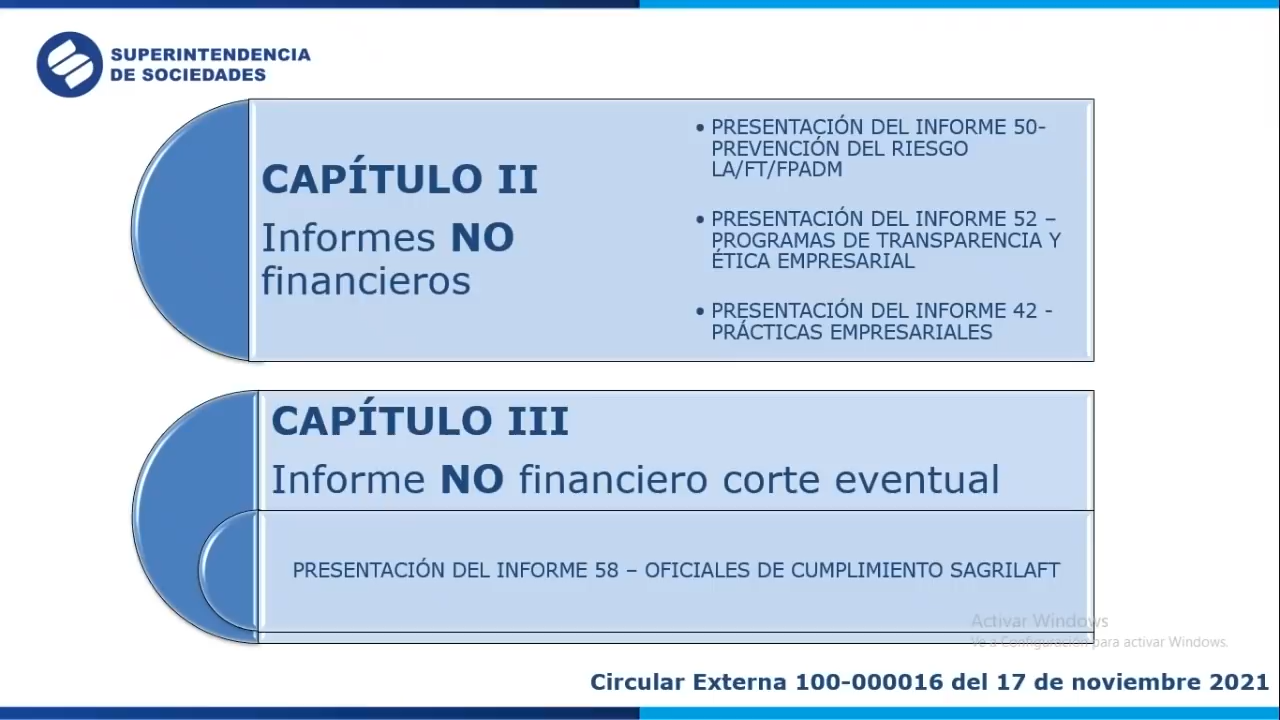 SUPERINTENDENCIA
DE SOCIEDADES
CAPÍTULO II
Informes NO
financieros
• PRESENTACIÓN DEL INFORME 50-
PREVENCIÓN DEL RIESGO
LA/FT/FPADM
• PRESENTACIÓN DEL INFORME 52 –
PROGRAMAS DE TRANSPARENCIA Y
ÉTICA EMPRESARIAL
• PRESENTACIÓN DEL INFORME 42 -
PRÁCTICAS EMPRESARIALES
CAPÍTULO III
Informe NO financiero corte eventual
PRESENTACIÓN DEL INFORME 58 – OFICIALES DE CUMPLIMIENTO SAGRILAFT
Activar Windows
Ve a Configuración para activar Windows.
Circular Externa 100-000016 del 17 de noviembre 2021